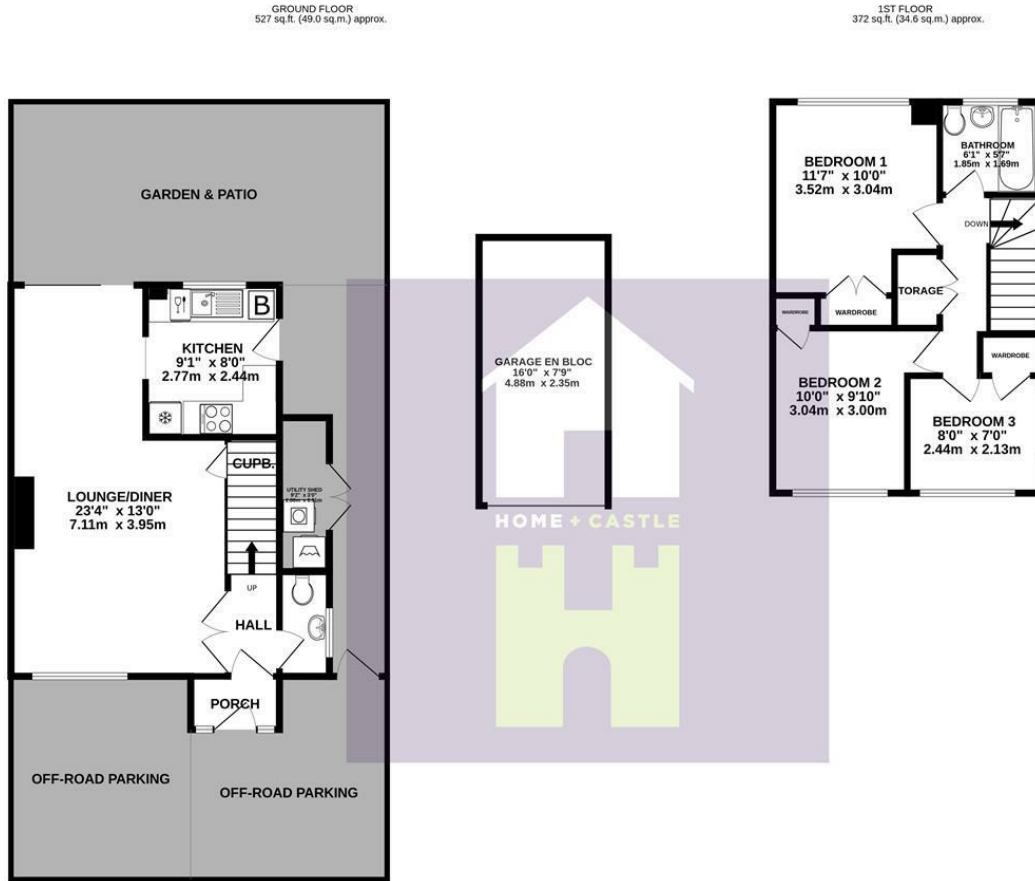 GROUND FLOOR
527 sq.ft. (49.0 sq.m.) approx.
1ST FLOOR
372 sq.ft. (34.6 sq.m.) approx.
GARDEN & PATIO
KITCHEN
9'1" x 8'0"
2.77m x 2.44m
B
CUPB.
LOUNGE/DINER
23'4" x 13'0"
7.11m x 3.95m
UTILITY SHED
UP
HALL
PORCH
OFF-ROAD PARKING
OFF-ROAD PARKING
GARAGE EN BLOC
16'0" x 7'9"
4.88m x 2.35m
HOME + CASTLE
BEDROOM 1
11'7" x 10'0"
3.52m x 3.04m
BATHROOM
6'1" x 5'7"
1.85m x 1.69m
DOWN
TORAGE
WARDROBE
WARDROBE
WARDROBE
BEDROOM 2
10'0" x 9'10"
3.04m x 3.00m
BEDROOM 3
8'0" x 7'0"
2.44m x 2.13m